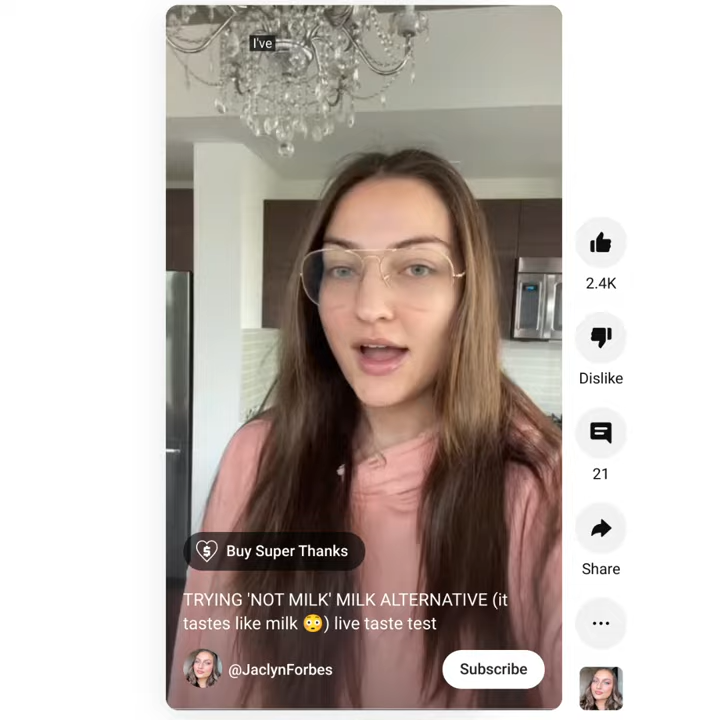 I've
2.4K
Dislike
21
Share
Buy Super Thanks
TRYING 'NOT MILK' MILK ALTERNATIVE (it
tastes like milk 😳) live taste test
@JaclynForbes
Subscribe